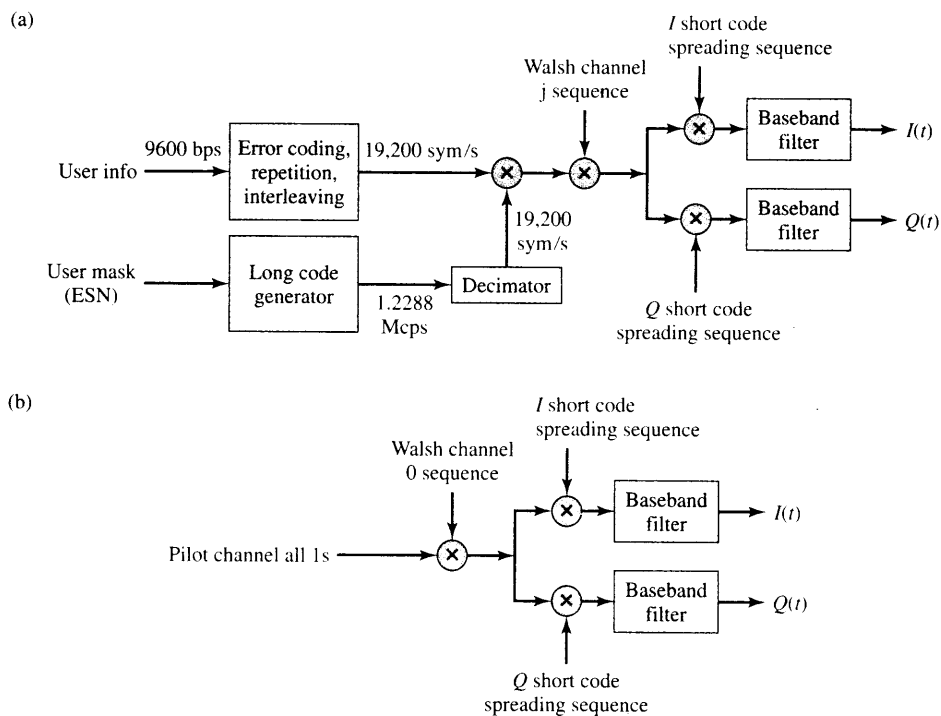 (a)
I short code
spreading sequence
Walsh channel
j sequence
9600 bps
User info
Error coding,
repetition,
interleaving
19,200 sym/s
Baseband
filter
I(t)
19,200
sym/s
Baseband
filter
Q(t)
User mask
(ESN)
Long code
generator
1.2288
Mcps
Decimator
Q short code
spreading sequence
(b)
I short code
spreading sequence
Walsh channel
0 sequence
Baseband
filter
I(t)
Pilot channel all 1s
Baseband
filter
Q(t)
Q short code
spreading sequence